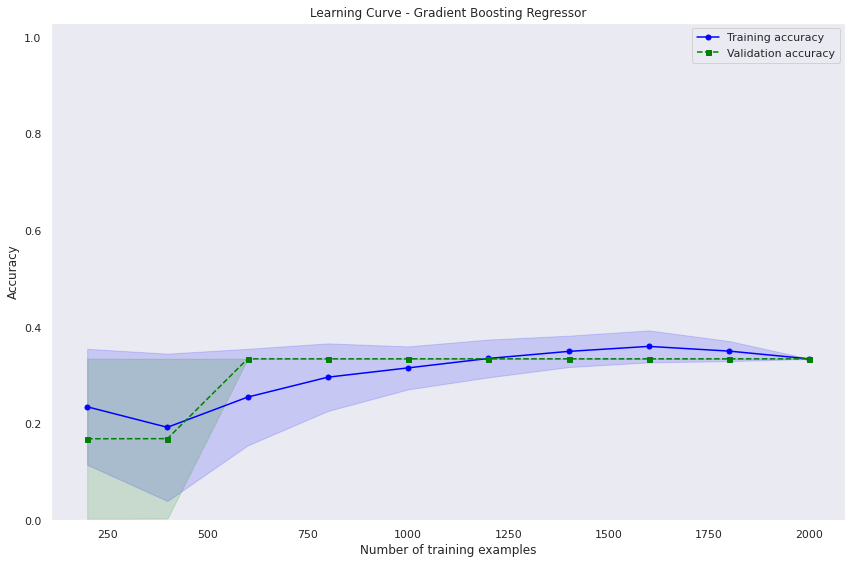 Learning Curve - Gradient Boosting Regressor
Training accuracy
Validation accuracy
1.0
0.8
0.6
0.4
0.2
0.0
Accuracy
250 500 750 1000 1250 1500 1750 2000
Number of training examples